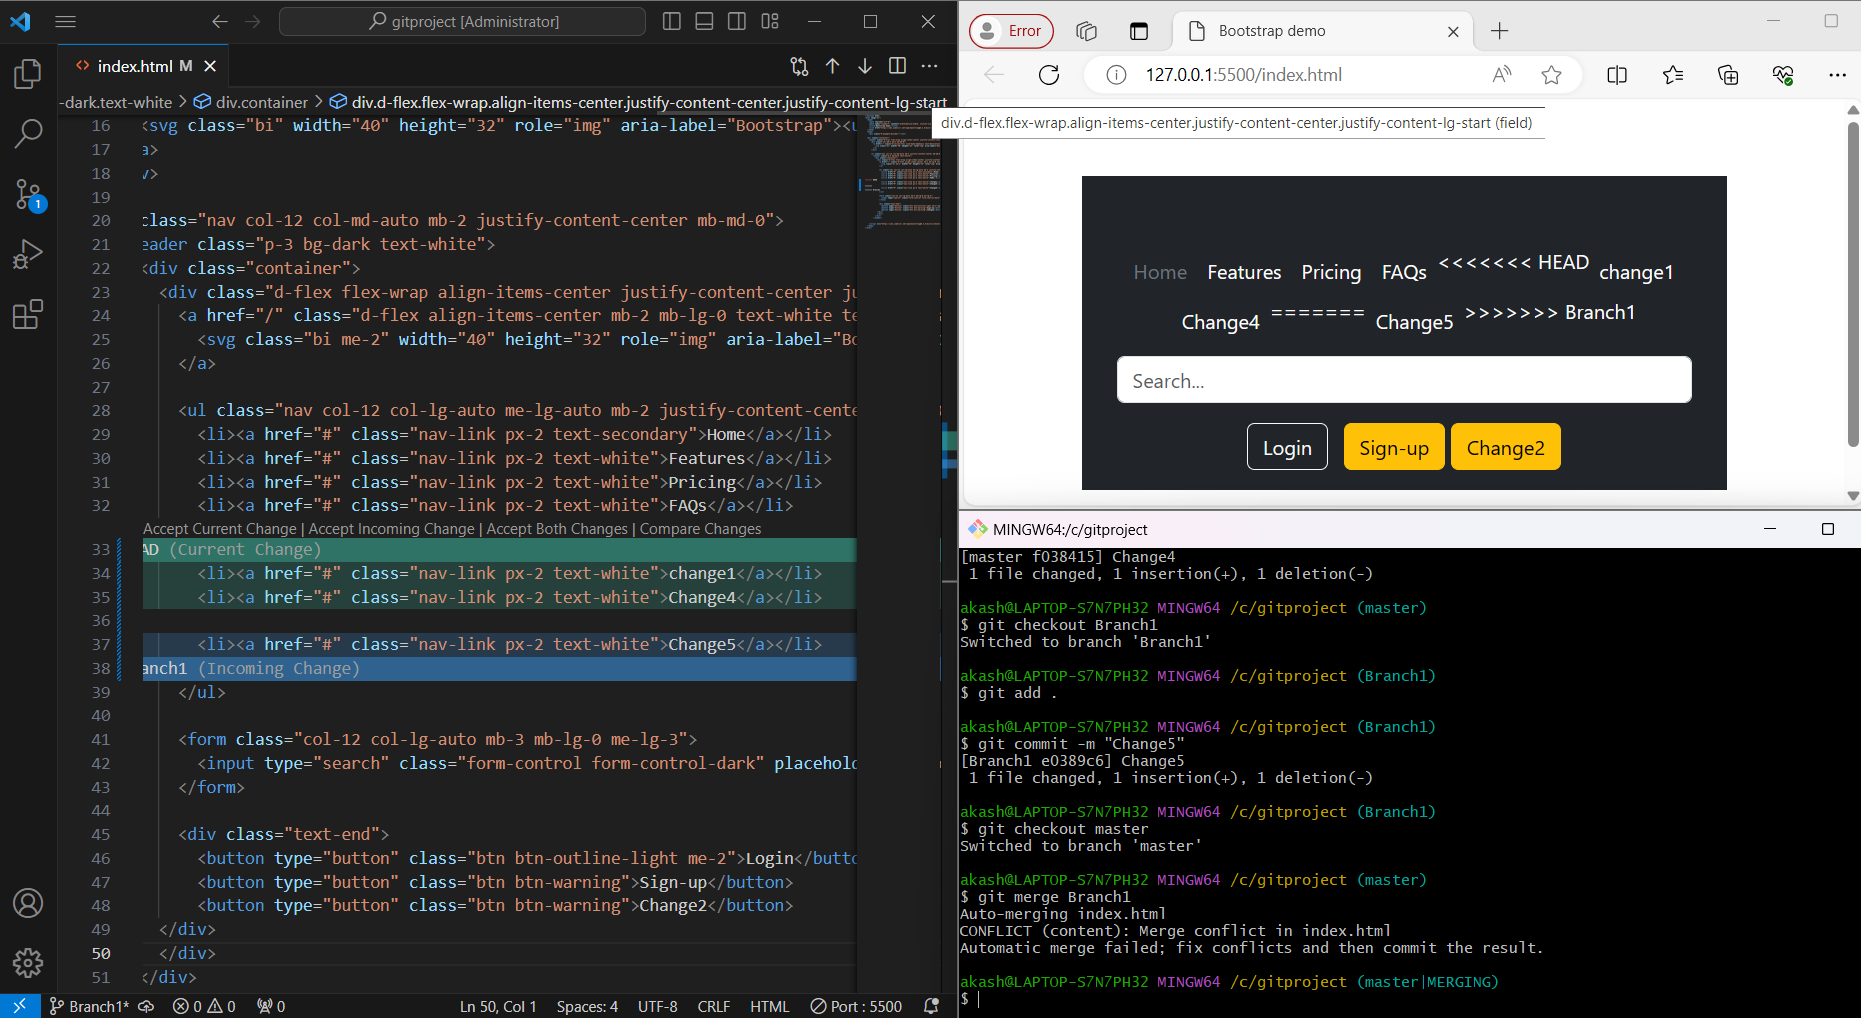 gitproject [Administrator]
index.html M
-dark.text-white > div.container > div.d-flex.flex-wrap.align-items-center.justify-content-center.justify-content-lg-start
16 <svg class="bi" width="40" height="32" role="img" aria-label="Bootstrap"><u
17 a>
18 v>
19
20 class="nav col-12 col-md-auto mb-2 justify-content-center mb-md-0">
21 eader class="p-3 bg-dark text-white">
22 <div class="container">
23 <div class="d-flex flex-wrap align-items-center justify-content-center ju
24 <a href="/" class="d-flex align-items-center mb-2 mb-lg-0 text-white te
25 <svg class="bi me-2" width="40" height="32" role="img" aria-label="Bo
26 </a>
27
28 <ul class="nav col-12 col-lg-auto me-lg-auto mb-2 justify-content-cente
29 <li><a href="#" class="nav-link px-2 text-secondary">Home</a></li>
30 <li><a href="#" class="nav-link px-2 text-white">Features</a></li>
31 <li><a href="#" class="nav-link px-2 text-white">Pricing</a></li>
32 <li><a href="#" class="nav-link px-2 text-white">FAQs</a></li>
Accept Current Change | Accept Incoming Change | Accept Both Changes | Compare Changes
33 AD (Current Change)
34 <li><a href="#" class="nav-link px-2 text-white">change1</a></li>
35 <li><a href="#" class="nav-link px-2 text-white">Change4</a></li>
36
37 <li><a href="#" class="nav-link px-2 text-white">Change5</a></li>
38 anch1 (Incoming Change)
39 </ul>
40
41 <form class="col-12 col-lg-auto mb-3 mb-lg-0 me-lg-3">
42 <input type="search" class="form-control form-control-dark" placehold
43 </form>
44
45 <div class="text-end">
46 <button type="button" class="btn btn-outline-light me-2">Login</butto
47 <button type="button" class="btn btn-warning">Sign-up</button>
48 <button type="button" class="btn btn-warning">Change2</button>
49 </div>
50 </div>
51 </div>
1
Branch1* 0 0 0 Ln 50, Col 1 Spaces: 4 UTF-8 CRLF HTML Port : 5500
Error Bootstrap demo
127.0.0.1:5500/index.html
div.d-flex.flex-wrap.align-items-center.justify-content-center.justify-content-lg-start (field)
Home Features Pricing FAQs <<<<<<< HEAD change1
Change4 ======= Change5 >>>>>>> Branch1
Search...
Login Sign-up Change2
MINGW64:/c/gitproject
[master f038415] Change4
1 file changed, 1 insertion(+), 1 deletion(-)
akash@LAPTOP-S7N7PH32 MINGW64 /c/gitproject (master)
$ git checkout Branch1
Switched to branch 'Branch1'
akash@LAPTOP-S7N7PH32 MINGW64 /c/gitproject (Branch1)
$ git add .
akash@LAPTOP-S7N7PH32 MINGW64 /c/gitproject (Branch1)
$ git commit -m "Change5"
[Branch1 e0389c6] Change5
1 file changed, 1 insertion(+), 1 deletion(-)
akash@LAPTOP-S7N7PH32 MINGW64 /c/gitproject (Branch1)
$ git checkout master
Switched to branch 'master'
akash@LAPTOP-S7N7PH32 MINGW64 /c/gitproject (master)
$ git merge Branch1
Auto-merging index.html
CONFLICT (content): Merge conflict in index.html
Automatic merge failed; fix conflicts and then commit the result.
akash@LAPTOP-S7N7PH32 MINGW64 /c/gitproject (master|MERGING)
$